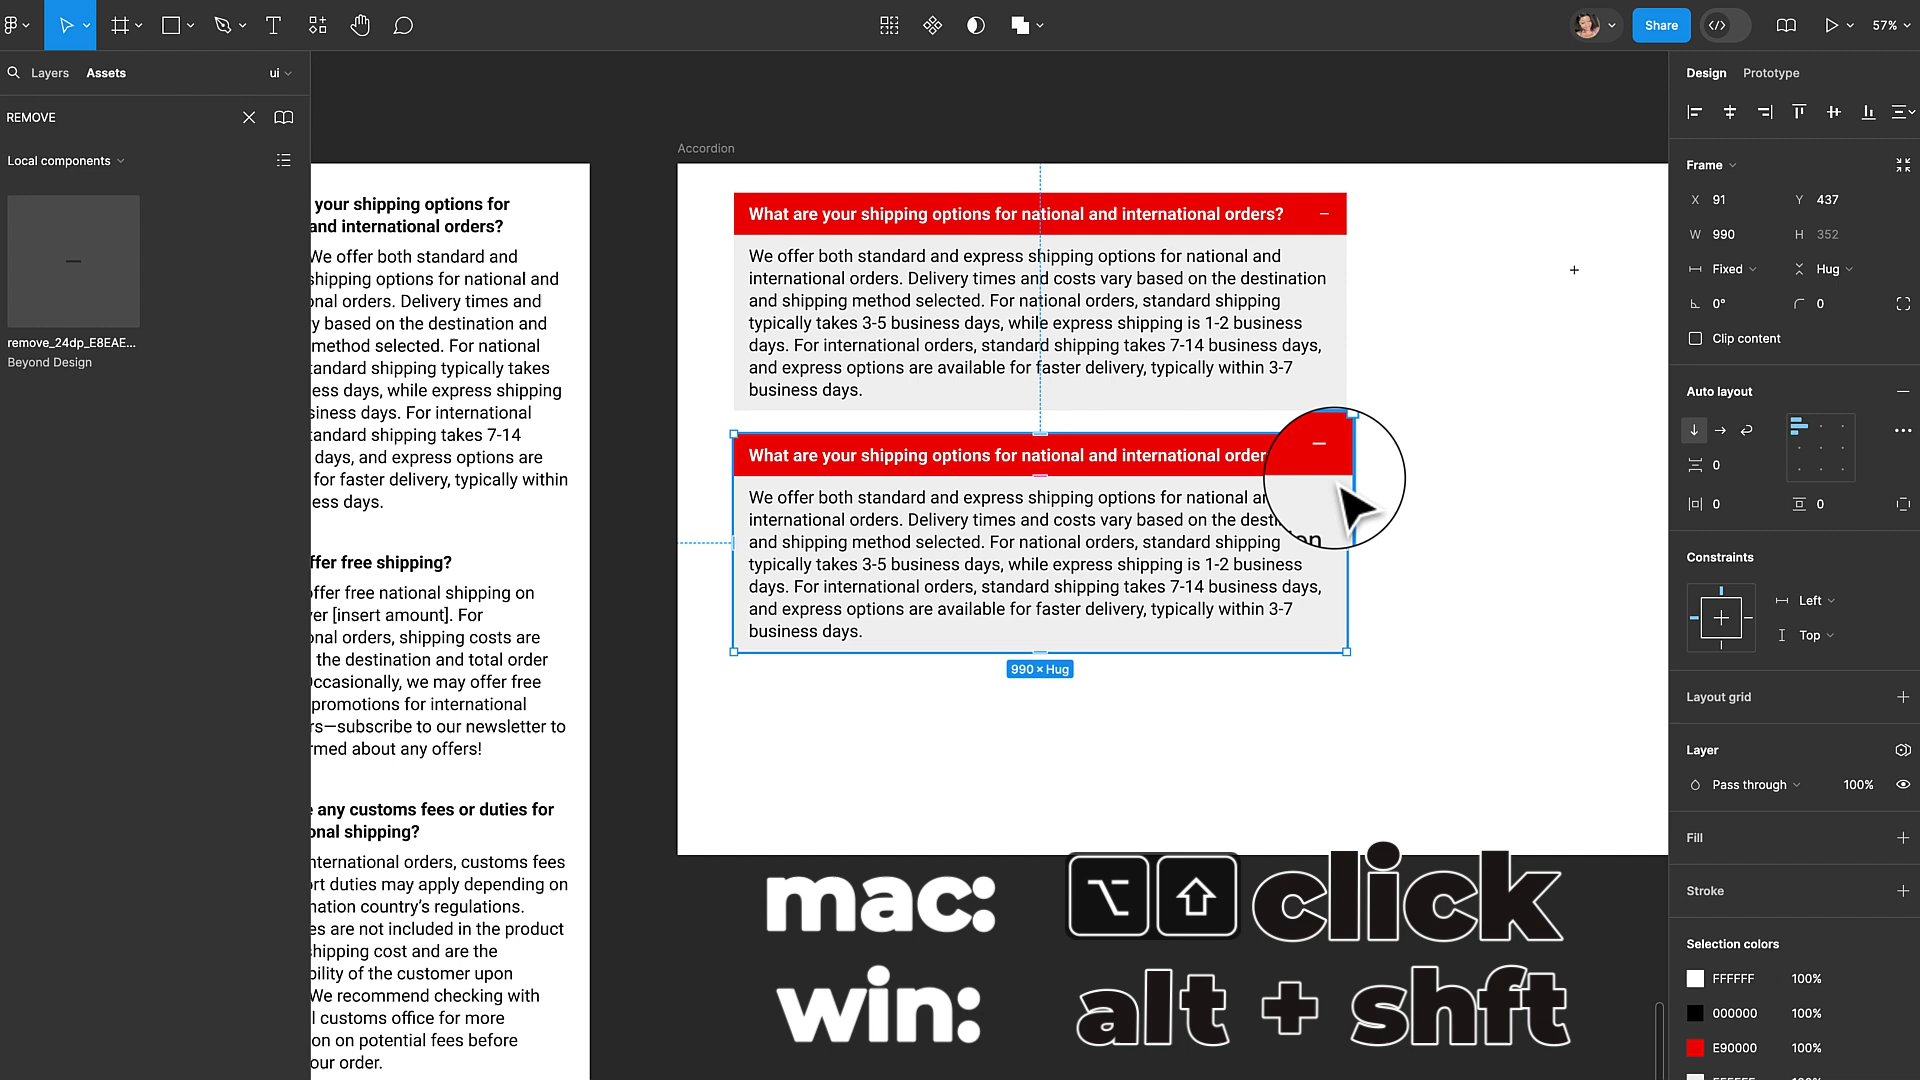 Share
57%
Layers
Assets
ui
REMOVE
Local components
remove_24dp_E8EAE...
Beyond Design
your shipping options for
and international orders?
We offer both standard and
shipping options for national and
onal orders. Delivery times and
y based on the destination and
method selected. For national
tandard shipping typically takes
ess days, while express shipping
siness days. For international
tandard shipping takes 7-14
days, and express options are
for faster delivery, typically within
ess days.
ffer free shipping?
offer free national shipping on
ver [insert amount]. For
onal orders, shipping costs are
the destination and total order
Occasionally, we may offer free
promotions for international
rs—subscribe to our newsletter to
rmed about any offers!
e any customs fees or duties for
onal shipping?
nternational orders, customs fees
ort duties may apply depending on
nation country's regulations.
es are not included in the product
shipping cost and are the
bility of the customer upon
We recommend checking with
l customs office for more
on on potential fees before
our order.
Accordion
What are your shipping options for national and international orders?
We offer both standard and express shipping options for national and
international orders. Delivery times and costs vary based on the destination
and shipping method selected. For national orders, standard shipping
typically takes 3-5 business days, while express shipping is 1-2 business
days. For international orders, standard shipping takes 7-14 business days,
and express options are available for faster delivery, typically within 3-7
business days.
What are your shipping options for national and international order
We offer both standard and express shipping options for national a
international orders. Delivery times and costs vary based on the desti
on
and shipping method selected. For national orders, standard shipping
typically takes 3-5 business days, while express shipping is 1-2 business
days. For international orders, standard shipping takes 7-14 business days,
and express options are available for faster delivery, typically within 3-7
business days.
990 × Hug
mac: ⌥ ⇧ click
win: alt + shft
Design
Prototype
Frame
X 91
Y 437
W 990
H 352
Fixed
Hug
0°
0
Clip content
Auto layout
0
0
0
Constraints
Left
Top
Layout grid
Layer
Pass through
100%
Fill
Stroke
Selection colors
FFFFFF 100%
000000 100%
E90000 100%